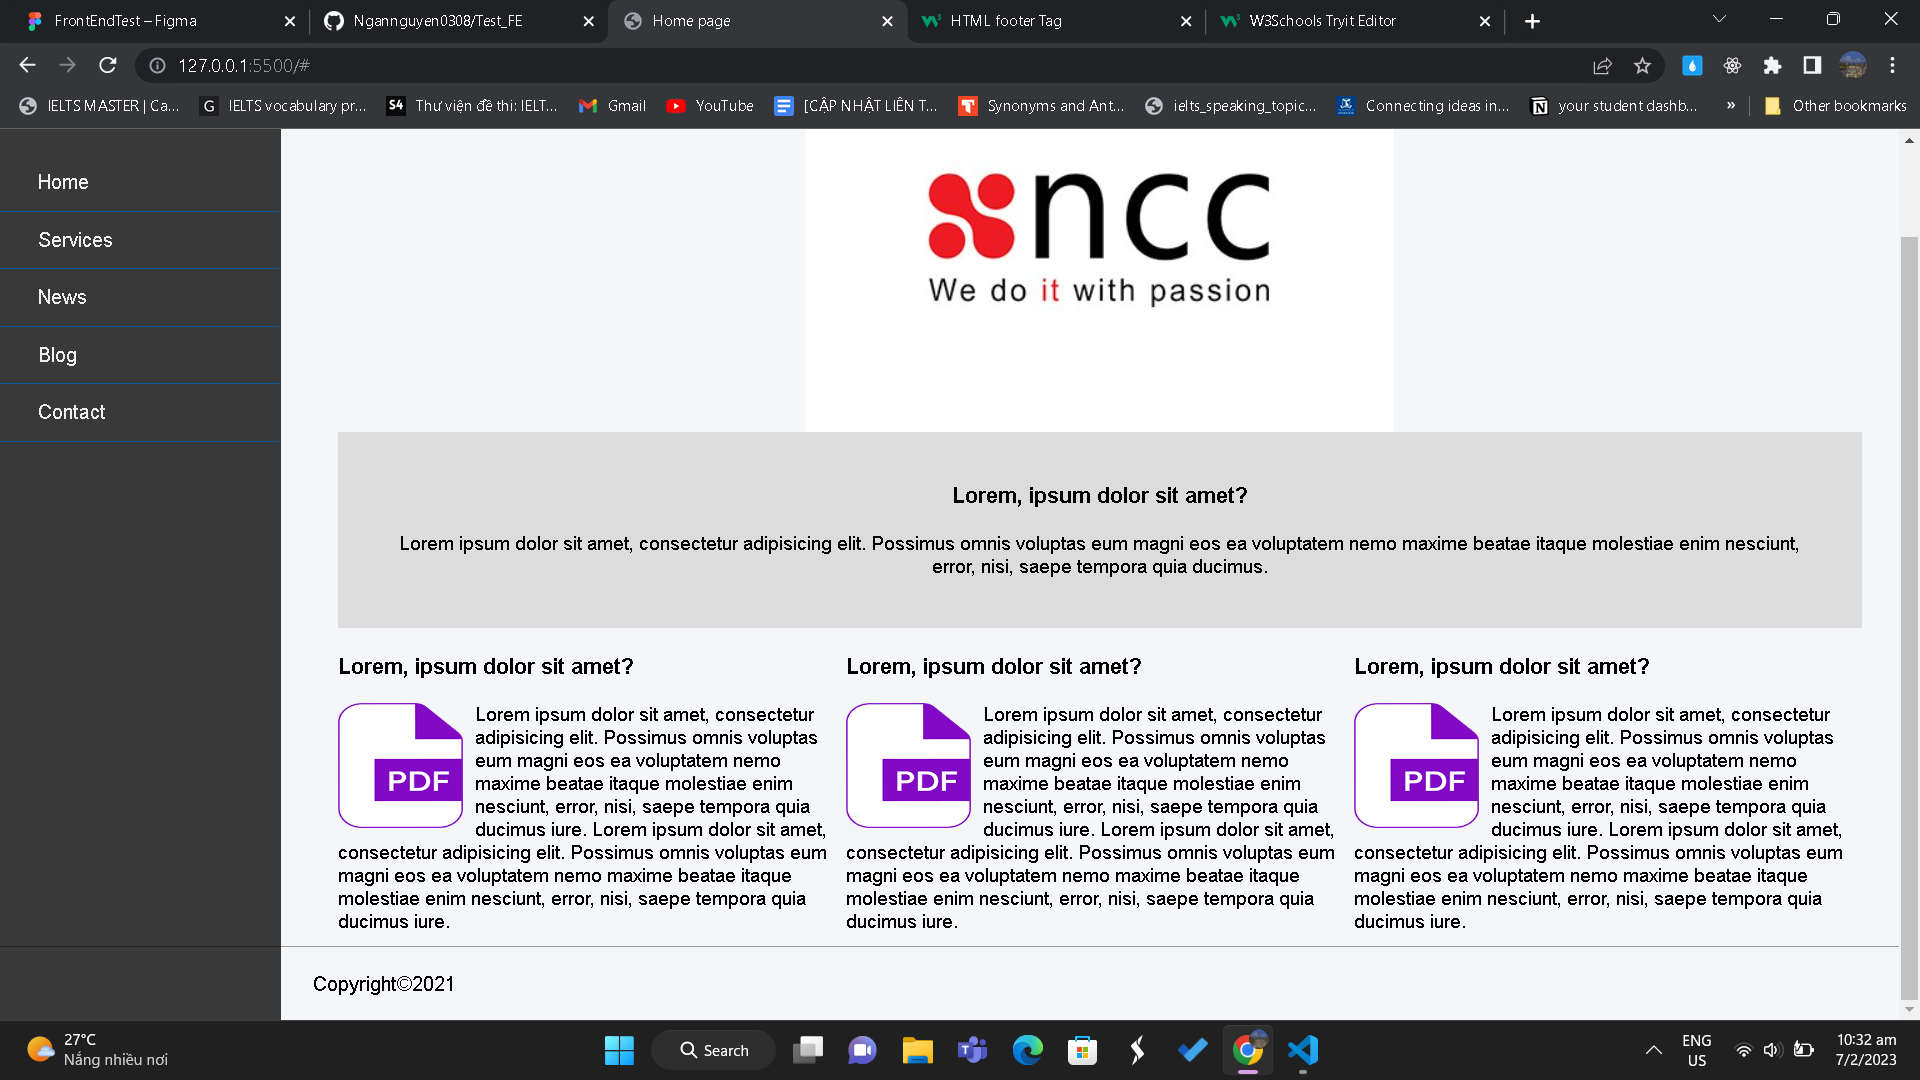 FrontEndTest – Figma
Ngannguyen0308/Test_FE
Home page
HTML footer Tag
W3Schools Tryit Editor
127.0.0.1:5500/#
IELTS MASTER | Ca...
G
IELTS vocabulary pr...
S4
Thư viện đề thi: IELT...
Gmail
YouTube
[CẬP NHẬT LIÊN T...
Synonyms and Ant...
ielts_speaking_topic...
Connecting ideas in...
your student dashb...
»
Other bookmarks
Home
Services
News
Blog
Contact
ncc
We do it with passion
Lorem, ipsum dolor sit amet?
Lorem ipsum dolor sit amet, consectetur adipisicing elit. Possimus omnis voluptas eum magni eos ea voluptatem nemo maxime beatae itaque molestiae enim nesciunt,
error, nisi, saepe tempora quia ducimus.
Lorem, ipsum dolor sit amet?
PDF
Lorem ipsum dolor sit amet, consectetur
adipisicing elit. Possimus omnis voluptas
eum magni eos ea voluptatem nemo
maxime beatae itaque molestiae enim
nesciunt, error, nisi, saepe tempora quia
ducimus iure. Lorem ipsum dolor sit amet,
consectetur adipisicing elit. Possimus omnis voluptas eum
magni eos ea voluptatem nemo maxime beatae itaque
molestiae enim nesciunt, error, nisi, saepe tempora quia
ducimus iure.
Lorem, ipsum dolor sit amet?
PDF
Lorem ipsum dolor sit amet, consectetur
adipisicing elit. Possimus omnis voluptas
eum magni eos ea voluptatem nemo
maxime beatae itaque molestiae enim
nesciunt, error, nisi, saepe tempora quia
ducimus iure. Lorem ipsum dolor sit amet,
consectetur adipisicing elit. Possimus omnis voluptas eum
magni eos ea voluptatem nemo maxime beatae itaque
molestiae enim nesciunt, error, nisi, saepe tempora quia
ducimus iure.
Lorem, ipsum dolor sit amet?
PDF
Lorem ipsum dolor sit amet, consectetur
adipisicing elit. Possimus omnis voluptas
eum magni eos ea voluptatem nemo
maxime beatae itaque molestiae enim
nesciunt, error, nisi, saepe tempora quia
ducimus iure. Lorem ipsum dolor sit amet,
consectetur adipisicing elit. Possimus omnis voluptas eum
magni eos ea voluptatem nemo maxime beatae itaque
molestiae enim nesciunt, error, nisi, saepe tempora quia
ducimus iure.
Copyright©2021
27°C
Nắng nhiều nơi
Search
ENG
US
10:32 am
7/2/2023